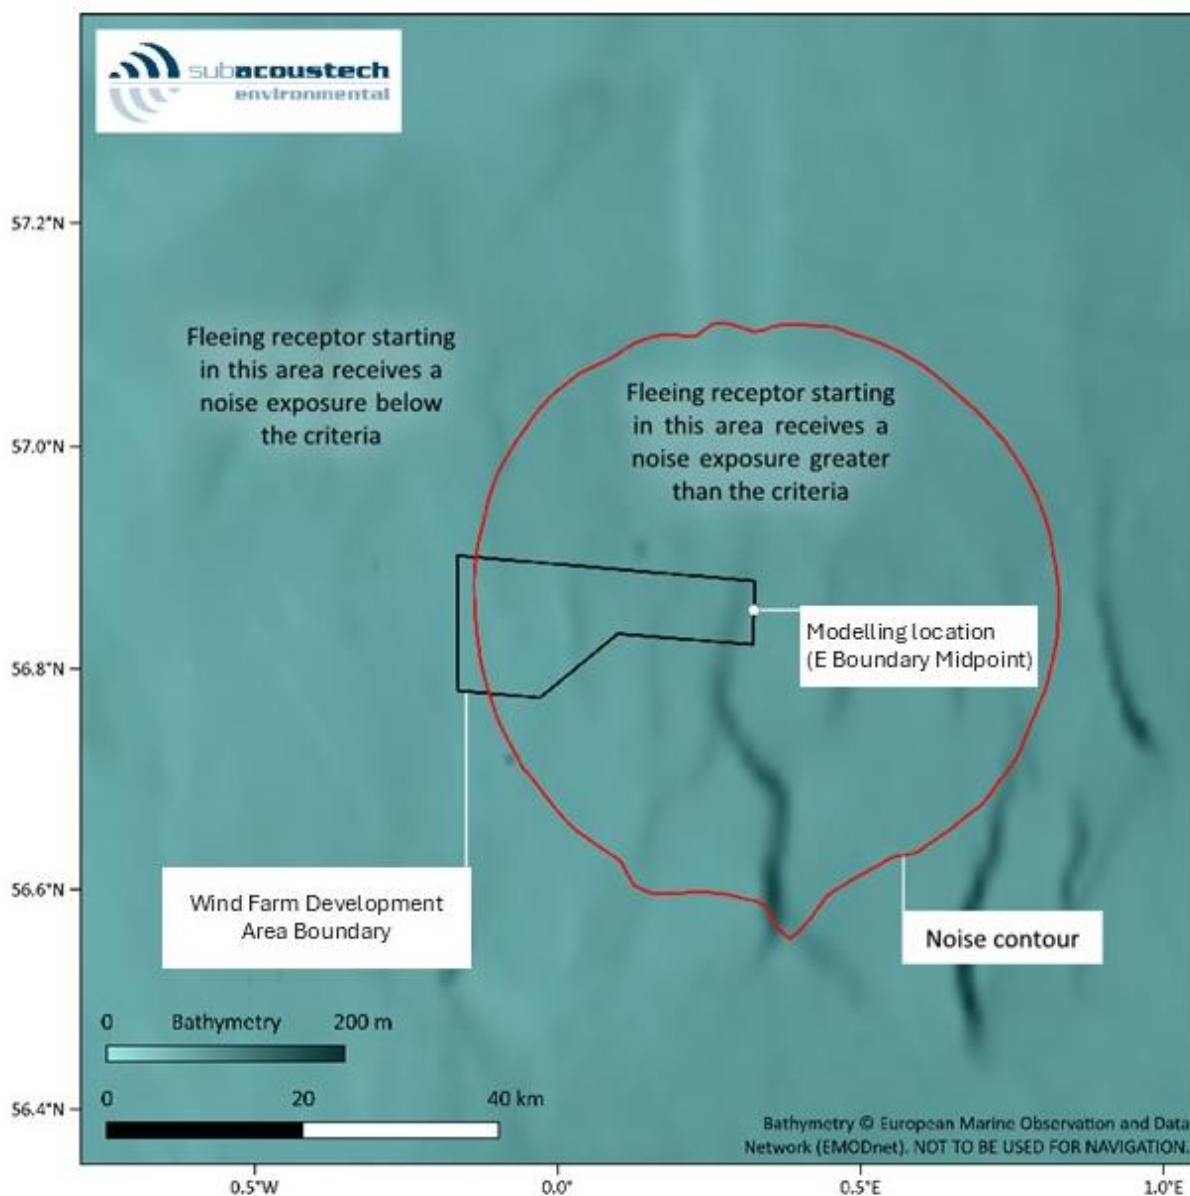 subacoustech
environmental
57.2°N
57.0°N
56.8°N
56.6°N
56.4°N
Fleeing receptor starting
in this area receives a
noise exposure below
the criteria
Fleeing receptor starting
in this area receives a
noise exposure greater
than the criteria
Modelling location
(E Boundary Midpoint)
Wind Farm Development
Area Boundary
Noise contour
0 Bathymetry 200 m
0 20 40 km
Bathymetry © European Marine Observation and Data
Network (EMODnet). NOT TO BE USED FOR NAVIGATION.
0.5°W 0.0° 0.5°E 1.0°E